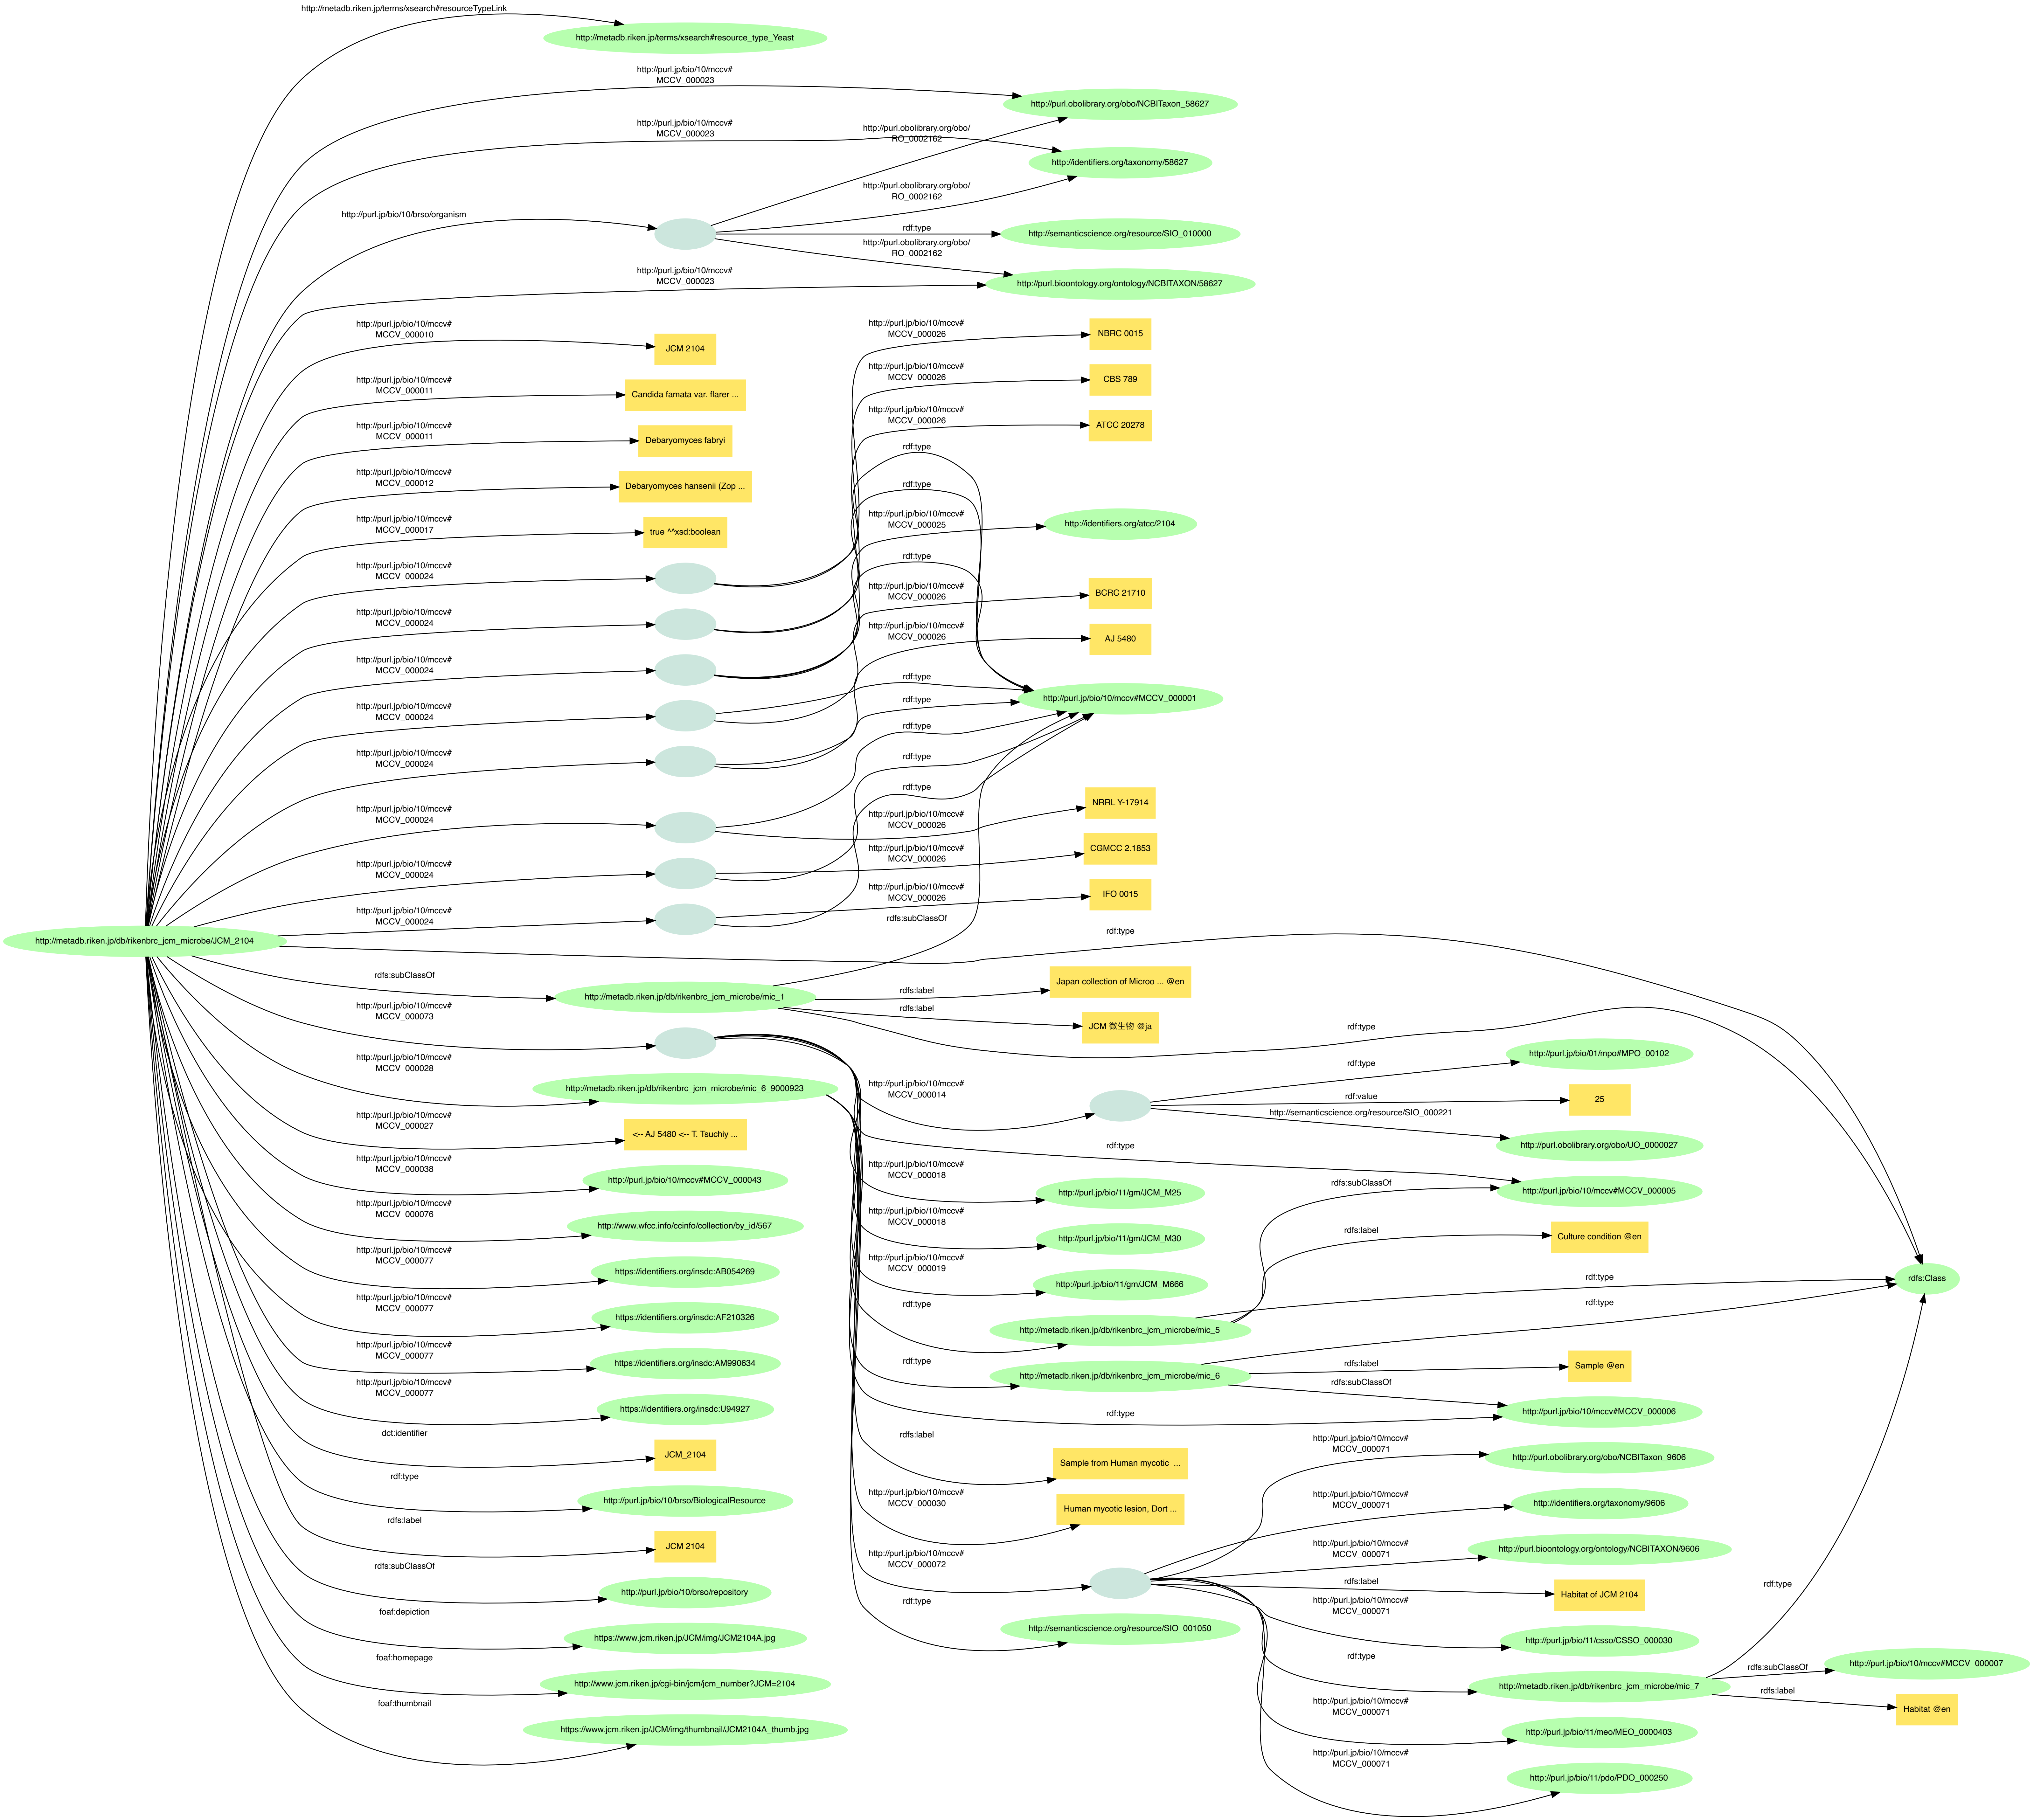 http://metadb.riken.jp/terms/xsearch#resourceTypeLink
http://metadb.riken.jp/terms/xsearch#resource_type_Yeast
http://purl.jp/bio/10/mccv#
MCCV_000023
http://purl.obolibrary.org/obo/NCBITaxon_58627
http://purl.jp/bio/10/mccv#
MCCV_000023
http://purl.obolibrary.org/obo/
RO_0002162
http://identifiers.org/taxonomy/58627
http://purl.obolibrary.org/obo/
RO_0002162
http://purl.jp/bio/10/brso/organism
rdf:type
http://semanticscience.org/resource/SIO_010000
http://purl.obolibrary.org/obo/
RO_0002162
http://purl.jp/bio/10/mccv#
MCCV_000023
http://purl.bioontology.org/ontology/NCBITAXON/58627
http://purl.jp/bio/10/mccv#
MCCV_000010
JCM 2104
http://purl.jp/bio/10/mccv#
MCCV_000026
NBRC 0015
http://purl.jp/bio/10/mccv#
MCCV_000011
Candida famata var. flarer ...
http://purl.jp/bio/10/mccv#
MCCV_000026
CBS 789
http://purl.jp/bio/10/mccv#
MCCV_000011
Debaryomyces fabryi
http://purl.jp/bio/10/mccv#
MCCV_000026
ATCC 20278
rdf:type
http://purl.jp/bio/10/mccv#
MCCV_000012
Debaryomyces hansenii (Zop ...
rdf:type
http://purl.jp/bio/10/mccv#
MCCV_000017
true ^^xsd:boolean
http://purl.jp/bio/10/mccv#
MCCV_000025
http://identifiers.org/atcc/2104
rdf:type
http://purl.jp/bio/10/mccv#
MCCV_000024
http://purl.jp/bio/10/mccv#
MCCV_000026
BCRC 21710
http://purl.jp/bio/10/mccv#
MCCV_000024
http://purl.jp/bio/10/mccv#
MCCV_000026
AJ 5480
http://purl.jp/bio/10/mccv#
MCCV_000024
rdf:type
http://purl.jp/bio/10/mccv#MCCV_000001
http://purl.jp/bio/10/mccv#
MCCV_000024
rdf:type
rdf:type
http://purl.jp/bio/10/mccv#
MCCV_000024
rdf:type
rdf:type
http://purl.jp/bio/10/mccv#
MCCV_000024
http://purl.jp/bio/10/mccv#
MCCV_000026
NRRL Y-17914
http://purl.jp/bio/10/mccv#
MCCV_000024
http://purl.jp/bio/10/mccv#
MCCV_000026
CGMCC 2.1853
http://purl.jp/bio/10/mccv#
MCCV_000024
http://purl.jp/bio/10/mccv#
MCCV_000026
IFO 0015
rdfs:subClassOf
http://metadb.riken.jp/db/rikenbrc_jcm_microbe/JCM_2104
rdf:type
rdfs:subClassOf
http://metadb.riken.jp/db/rikenbrc_jcm_microbe/mic_1
rdfs:label
Japan collection of Microo ... @en
rdfs:label
JCM 微生物 @ja
rdf:type
http://purl.jp/bio/10/mccv#
MCCV_000073
http://purl.jp/bio/10/mccv#
MCCV_000028
http://metadb.riken.jp/db/rikenbrc_jcm_microbe/mic_6_9000923
http://purl.jp/bio/10/mccv#
MCCV_000014
rdf:type
http://purl.jp/bio/01/mpo#MPO_00102
rdf:value
25
http://semanticscience.org/resource/SIO_000221
http://purl.obolibrary.org/obo/UO_0000027
http://purl.jp/bio/10/mccv#
MCCV_000027
<-- AJ 5480 <-- T. Tsuchiy ...
rdf:type
http://purl.jp/bio/10/mccv#MCCV_000005
http://purl.jp/bio/10/mccv#
MCCV_000038
http://purl.jp/bio/10/mccv#MCCV_000043
http://purl.jp/bio/10/mccv#
MCCV_000018
http://purl.jp/bio/11/gm/JCM_M25
rdfs:subClassOf
http://purl.jp/bio/10/mccv#
MCCV_000076
http://www.wfcc.info/ccinfo/collection/by_id/567
http://purl.jp/bio/10/mccv#
MCCV_000018
http://purl.jp/bio/11/gm/JCM_M30
rdfs:label
Culture condition @en
http://purl.jp/bio/10/mccv#
MCCV_000077
https://identifiers.org/insdc:AB054269
http://purl.jp/bio/10/mccv#
MCCV_000019
http://purl.jp/bio/11/gm/JCM_M666
rdf:type
rdfs:Class
http://purl.jp/bio/10/mccv#
MCCV_000077
https://identifiers.org/insdc:AF210326
rdf:type
http://metadb.riken.jp/db/rikenbrc_jcm_microbe/mic_5
rdf:type
http://purl.jp/bio/10/mccv#
MCCV_000077
https://identifiers.org/insdc:AM990634
rdf:type
http://metadb.riken.jp/db/rikenbrc_jcm_microbe/mic_6
rdfs:label
Sample @en
rdfs:subClassOf
http://purl.jp/bio/10/mccv#MCCV_000006
http://purl.jp/bio/10/mccv#
MCCV_000077
https://identifiers.org/insdc:U94927
rdf:type
dct:identifier
JCM_2104
rdfs:label
Sample from Human mycotic ...
http://purl.jp/bio/10/mccv#
MCCV_000071
http://purl.obolibrary.org/obo/NCBITaxon_9606
rdf:type
http://purl.jp/bio/10/brso/BiologicalResource
http://purl.jp/bio/10/mccv#
MCCV_000030
Human mycotic lesion, Dort ...
http://purl.jp/bio/10/mccv#
MCCV_000071
http://identifiers.org/taxonomy/9606
rdfs:label
JCM 2104
http://purl.jp/bio/10/mccv#
MCCV_000072
http://purl.jp/bio/10/mccv#
MCCV_000071
http://purl.bioontology.org/ontology/NCBITAXON/9606
rdfs:subClassOf
http://purl.jp/bio/10/brso/repository
rdfs:label
Habitat of JCM 2104
rdf:type
http://semanticscience.org/resource/SIO_001050
http://purl.jp/bio/10/mccv#
MCCV_000071
http://purl.jp/bio/11/csso/CSSO_000030
rdf:type
foaf:depiction
https://www.jcm.riken.jp/JCM/img/JCM2104A.jpg
rdf:type
http://metadb.riken.jp/db/rikenbrc_jcm_microbe/mic_7
rdfs:subClassOf
http://purl.jp/bio/10/mccv#MCCV_000007
rdfs:label
Habitat @en
foaf:homepage
http://www.jcm.riken.jp/cgi-bin/jcm/jcm_number?JCM=2104
http://purl.jp/bio/10/mccv#
MCCV_000071
http://purl.jp/bio/11/meo/MEO_0000403
foaf:thumbnail
https://www.jcm.riken.jp/JCM/img/thumbnail/JCM2104A_thumb.jpg
http://purl.jp/bio/10/mccv#
MCCV_000071
http://purl.jp/bio/11/pdo/PDO_000250